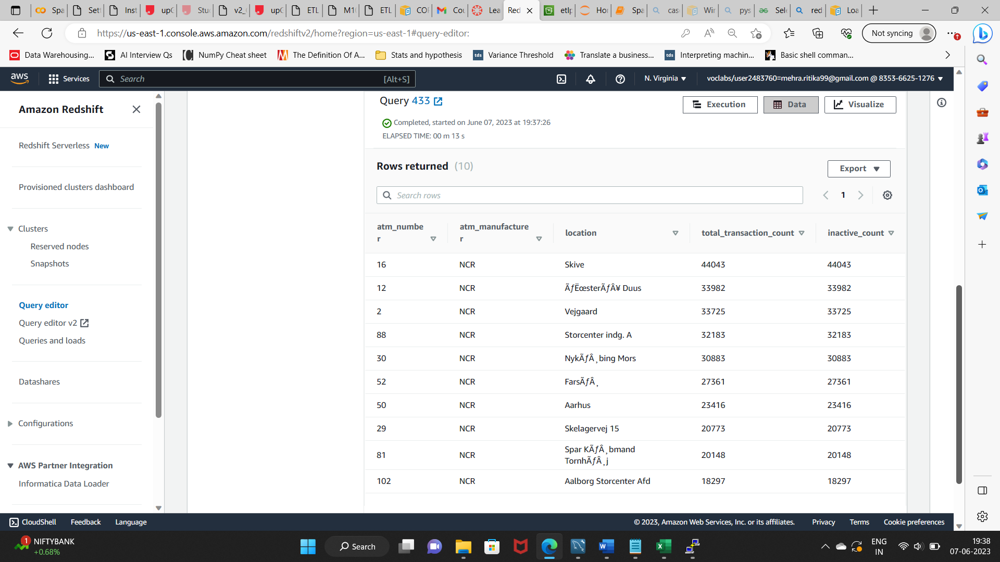 Spa
Sett
Inst
upG
Stu
v2_
upG
ETL
M10
ETL
CO
Cou
Lea
Red
etlp
Hor
Spa
cas
Wir
pys
Sele
red
Loa
https://us-east-1.console.aws.amazon.com/redshiftv2/home?region=us-east-1#query-editor:
Not syncing
Data Warehousing...
AI Interview Qs
NumPy Cheat sheet
The Definition Of A...
Stats and hypothesis
tds Variance Threshold
Translate a business...
tds Interpreting machin...
Basic shell comman...
aws
Services
Search [Alt+S]
N. Virginia
voclabs/user2483760=mehra.ritika99@gmail.com @ 8353-6625-1276
Amazon Redshift
Redshift Serverless New
Provisioned clusters dashboard
Clusters
Reserved nodes
Snapshots
Query editor
Query editor v2
Queries and loads
Datashares
Configurations
AWS Partner Integration
Informatica Data Loader
Query 433
Execution
Data
Visualize
Completed, started on June 07, 2023 at 19:37:26
ELAPSED TIME: 00 m 13 s
Rows returned (10)
Export
Search rows
1
atm_number atm_manufacturer location total_transaction_count inactive_count
16 NCR Skive 44043 44043
12 NCR ÃƒËœsterÃƒÂ¥ Duus 33982 33982
2 NCR Vejgaard 33725 33725
88 NCR Storcenter indg. A 32183 32183
30 NCR NykÃƒÂ¸bing Mors 30883 30883
52 NCR FarsÃƒÂ¸ 27361 27361
50 NCR Aarhus 23416 23416
29 NCR Skelagervej 15 20773 20773
81 NCR Spar KÃƒÂ¸bmand TornhÃƒÂ¸j 20148 20148
102 NCR Aalborg Storcenter Afd 18297 18297
CloudShell
Feedback
Language
© 2023, Amazon Web Services, Inc. or its affiliates.
Privacy
Terms
Cookie preferences
1
NIFTYBANK
+0.68%
Search
ENG
IN
19:38
07-06-2023